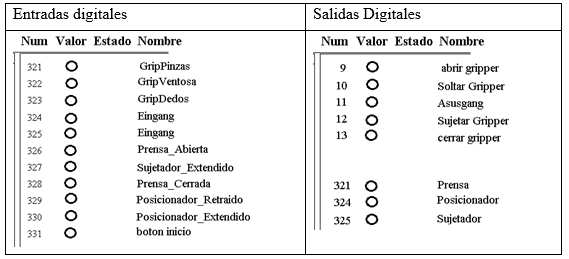 Entradas digitales
Num Valor Estado Nombre
321 GripPinzas
322 GripVentosa
323 GripDedos
324 Eingang
325 Eingang
326 Prensa_Abierta
327 Sujetador_Extendido
328 Prensa_Cerrada
329 Posicionador_Retraido
330 Posicionador_Extendido
331 boton inicio
Salidas Digitales
Num Valor Estado Nombre
9 abrir gripper
10 Soltar Gripper
11 Asusgang
12 Sujetar Gripper
13 cerrar gripper
321 Prensa
324 Posicionador
325 Sujetador